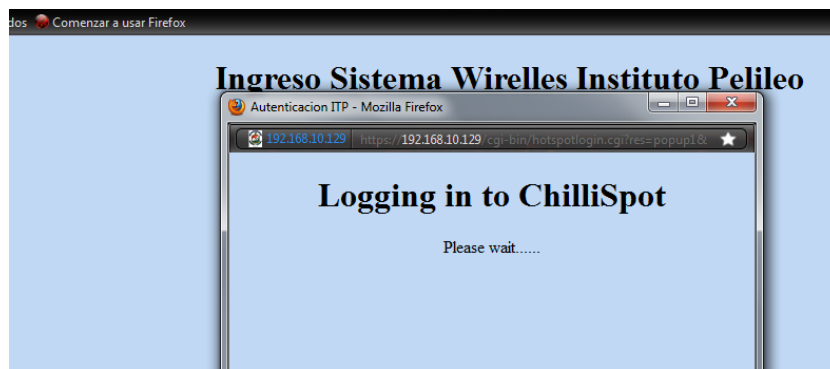 dos Comenzar a usar Firefox
Ingreso Sistema Wirelles Instituto Pelileo
Autenticacion ITP - Mozilla Firefox
192.168.10.129 https://192.168.10.129/cgi-bin/hotspotlogin.cgi?res=popup1&
Logging in to ChilliSpot
Please wait......